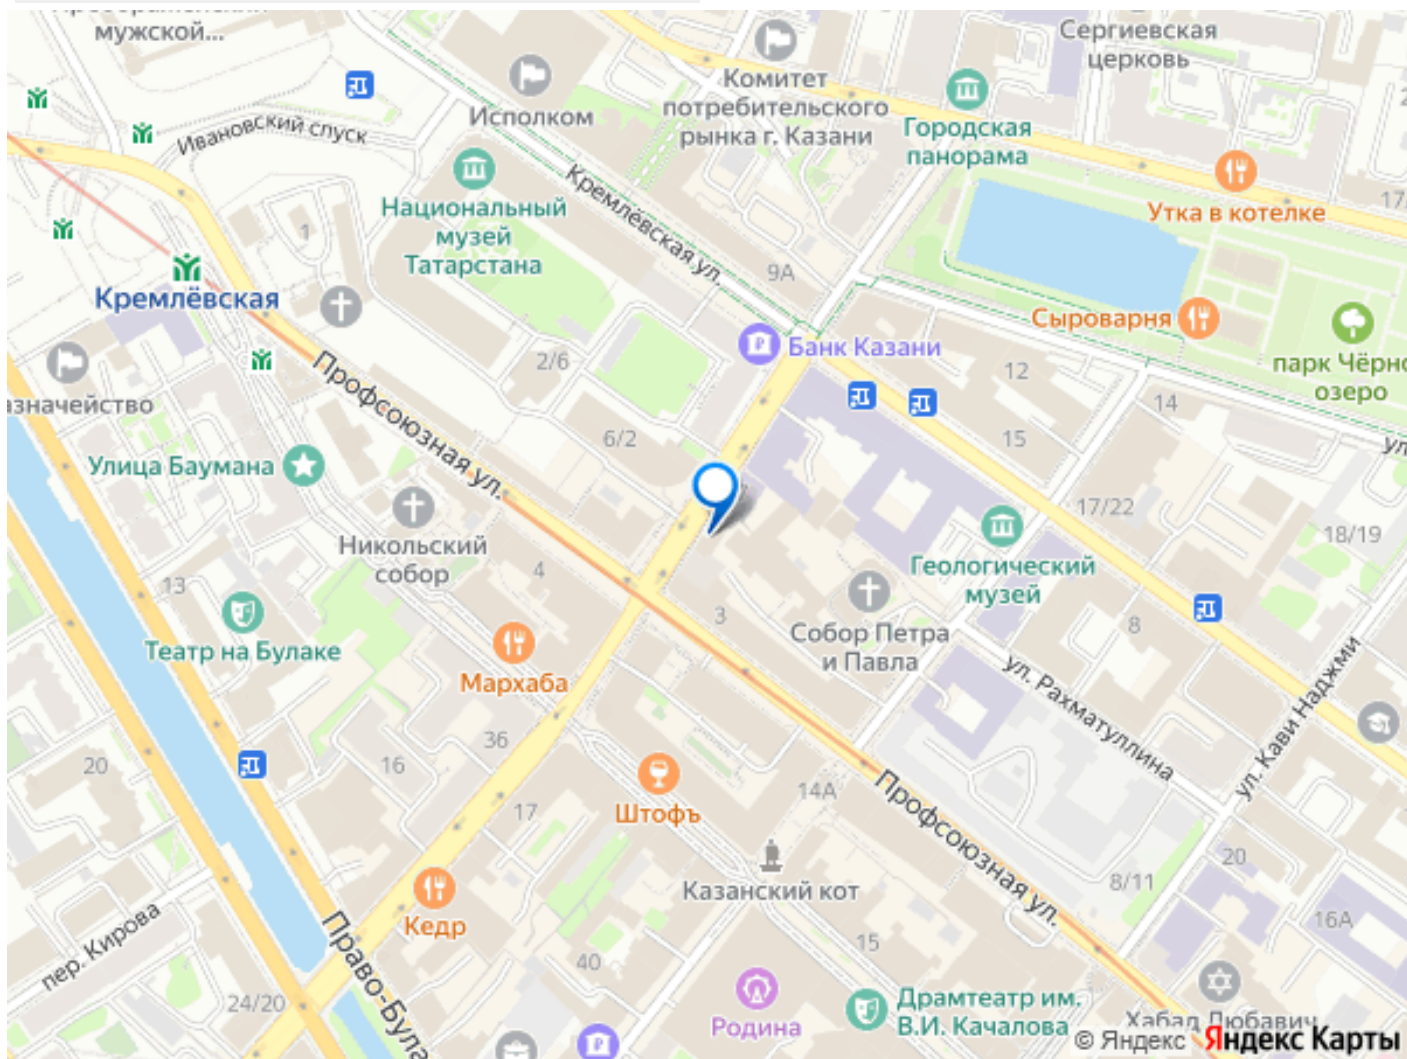 мужской...
Сергиевская
церковь
Комитет
потребительского
рынка г. Казани
Исполком
Городская
панорама
Ивановский спуск
Национальный
музей
Татарстана
Кремлёвская ул.
Утка в котелке
17/
1
9А
Кремлёвская
Сыроварня
Банк Казани
парк Чёрно
озеро
2/6
12
азначейство
14
Профсоюзная ул.
6/2
15
ул
Улица Баумана
17/22
18/19
Никольский
собор
Геологический
музей
4
13
3
8
Собор Петра
и Павла
Театр на Булаке
Мархаба
ул. Рахматуллина
ул. Кави Наджми
36
20
16
17
14А
Штофъ
Профсоюзная ул.
20
8/11
Казанский кот
16А
Кедр
пер. Кирова
Право-Була
15
40
24/20
Родина
Драмтеатр им.
В.И. Качалова
Хабад Любавич
© Яндекс Яндекс Карты